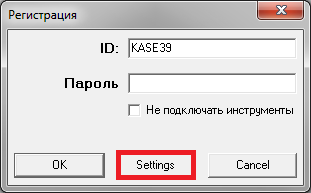 Регистрация
ID: KASE39
Пароль
Не подключать инструменты
OK Settings Cancel